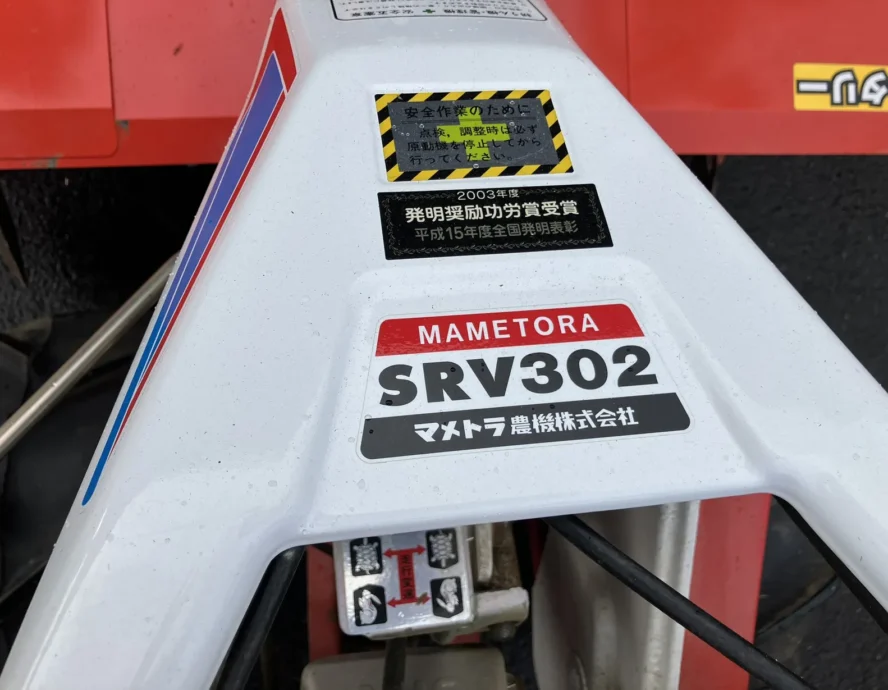 安全作業のために
点検,調整時は必ず
原動機を停止してから
行ってください。
2003年度
発明奨励功労賞受賞
平成15年度全国発明表彰
MAMETORA
SRV302
マメトラ農機株式会社
タリー